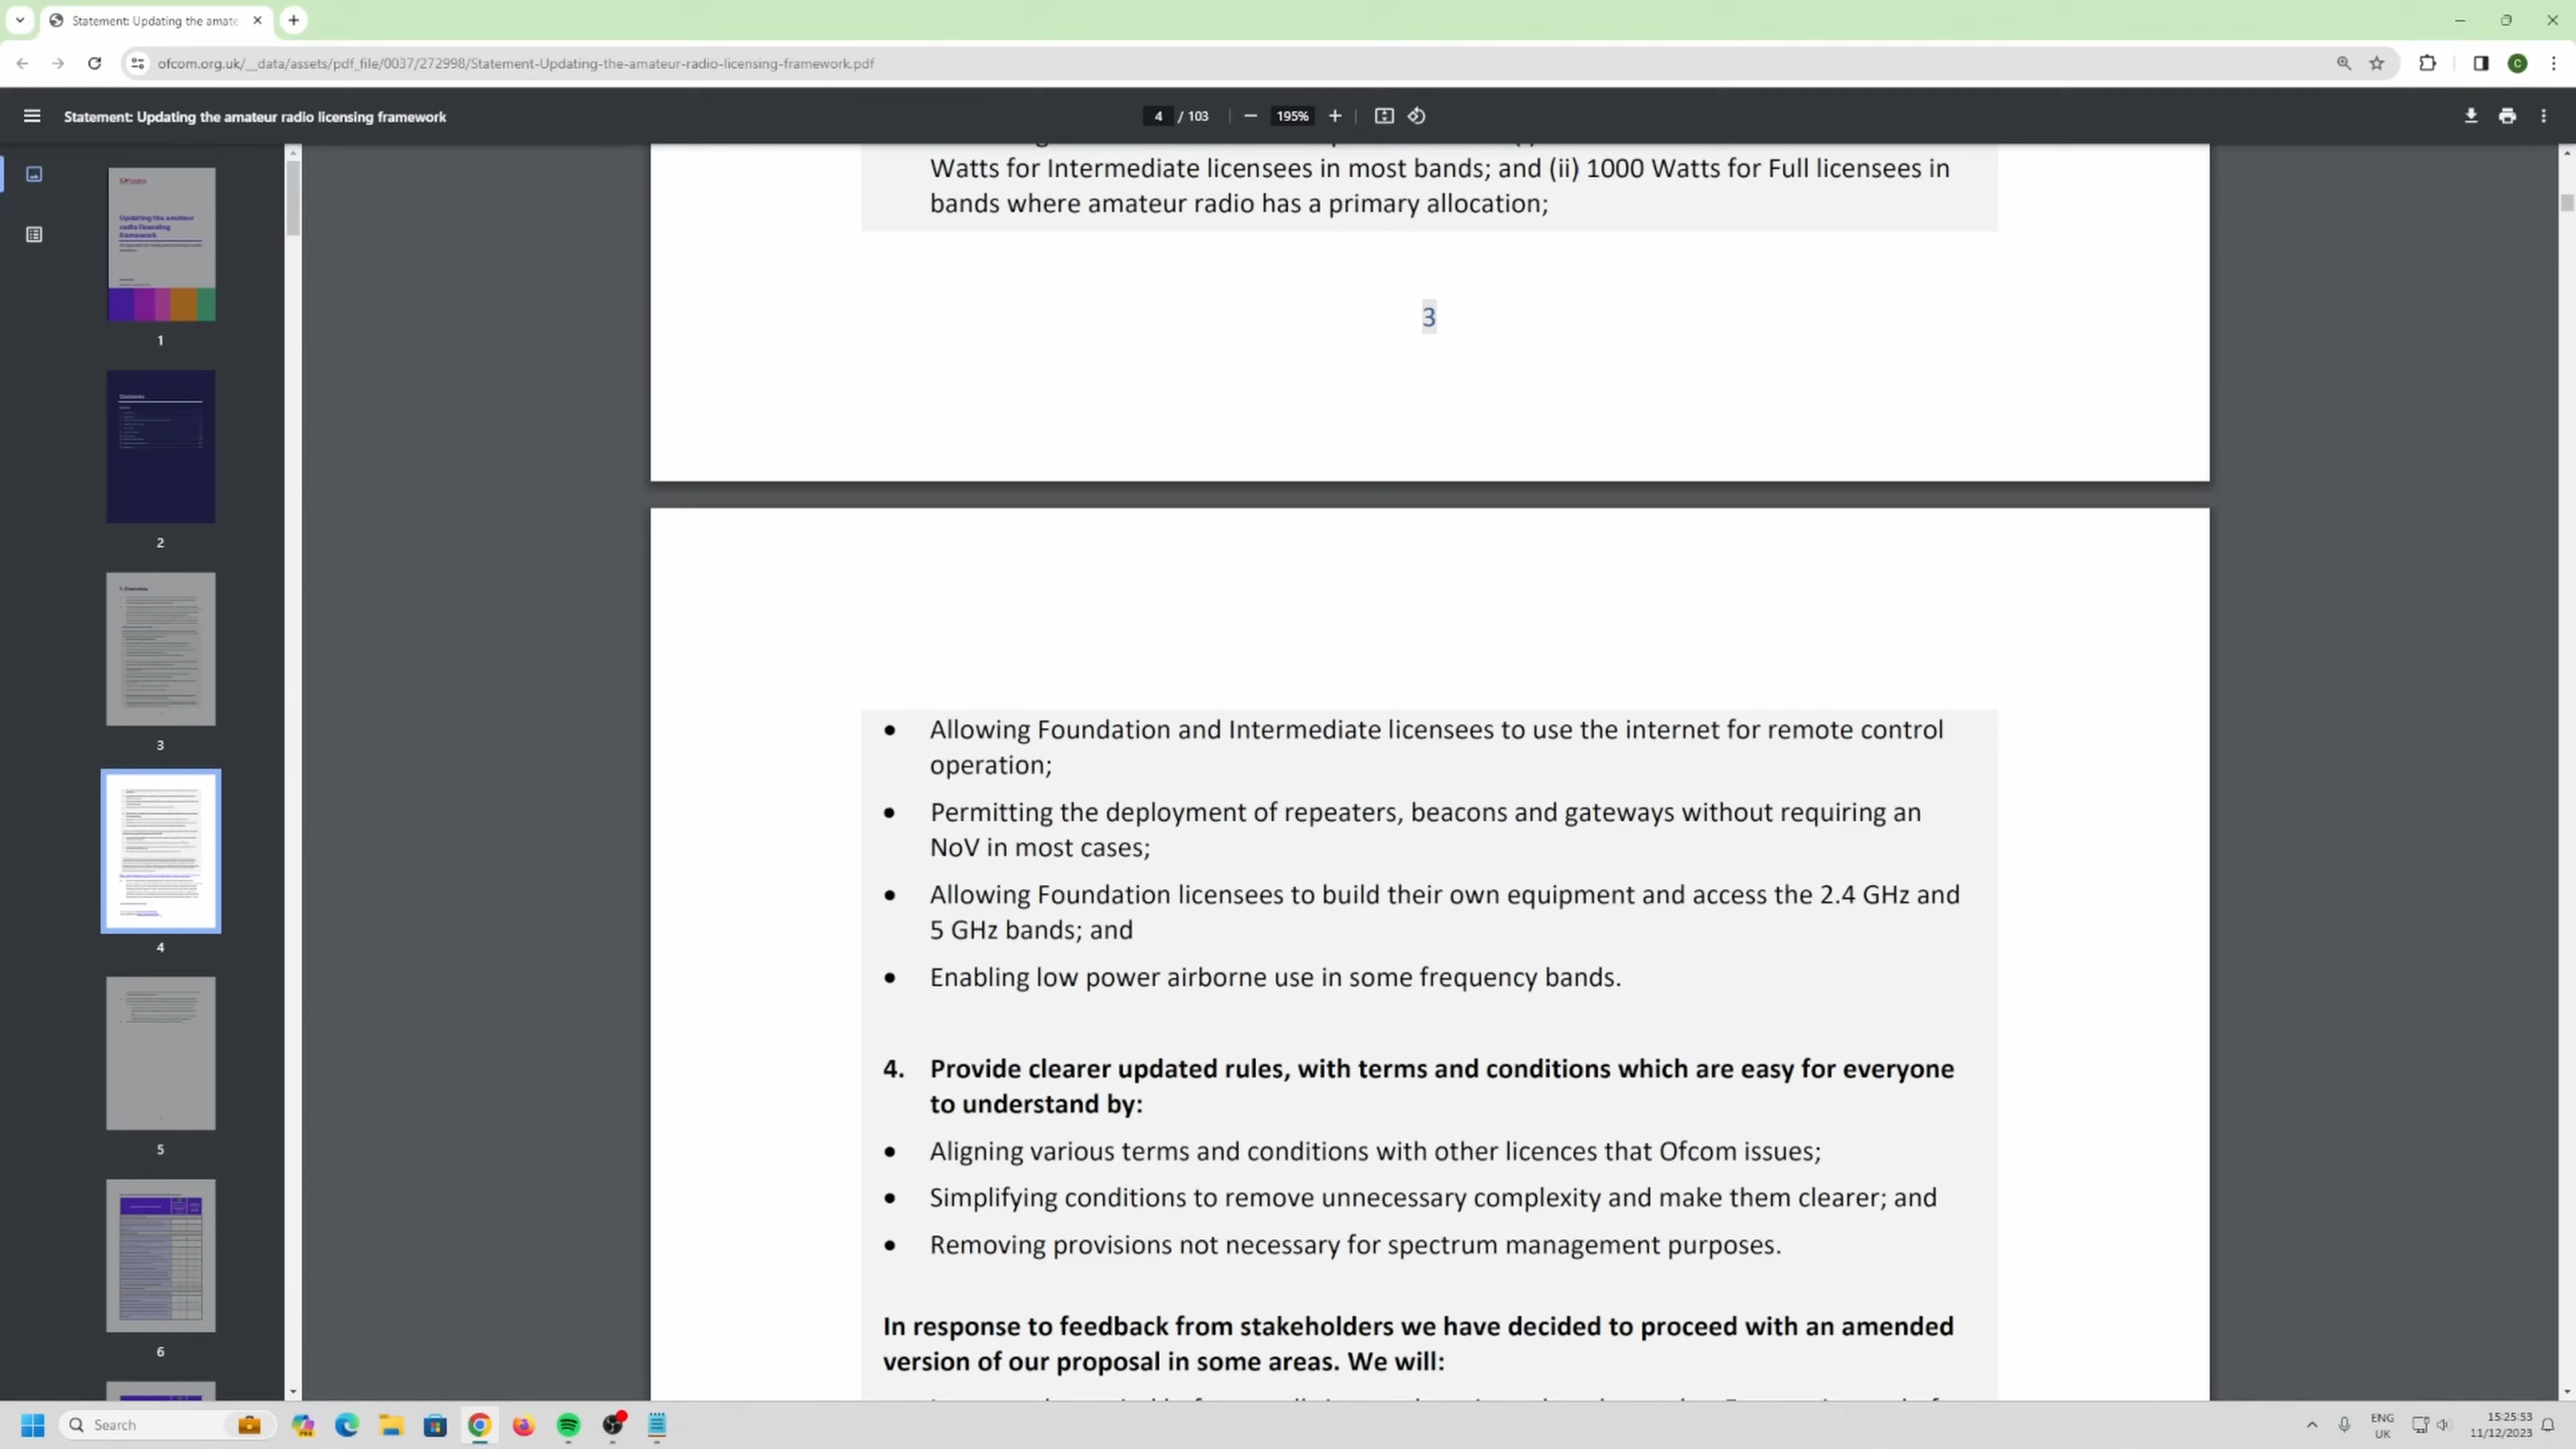 Statement: Updating the amate
ofcom.org.uk/__data/assets/pdf_file/0037/272998/Statement-Updating-the-amateur-radio-licensing-framework.pdf
C
Statement: Updating the amateur radio licensing framework
4 / 103
195%
Updating the amateur
radio licensing
framework
1
Contents
2
1. Overview
3
4
5
6
Watts for Intermediate licensees in most bands; and (ii) 1000 Watts for Full licensees in
bands where amateur radio has a primary allocation;
3
• Allowing Foundation and Intermediate licensees to use the internet for remote control
operation;
• Permitting the deployment of repeaters, beacons and gateways without requiring an
NoV in most cases;
• Allowing Foundation licensees to build their own equipment and access the 2.4 GHz and
5 GHz bands; and
• Enabling low power airborne use in some frequency bands.
4. Provide clearer updated rules, with terms and conditions which are easy for everyone
to understand by:
• Aligning various terms and conditions with other licences that Ofcom issues;
• Simplifying conditions to remove unnecessary complexity and make them clearer; and
• Removing provisions not necessary for spectrum management purposes.
In response to feedback from stakeholders we have decided to proceed with an amended
version of our proposal in some areas. We will:
Search
ENG
UK
15:25:53
11/12/2023